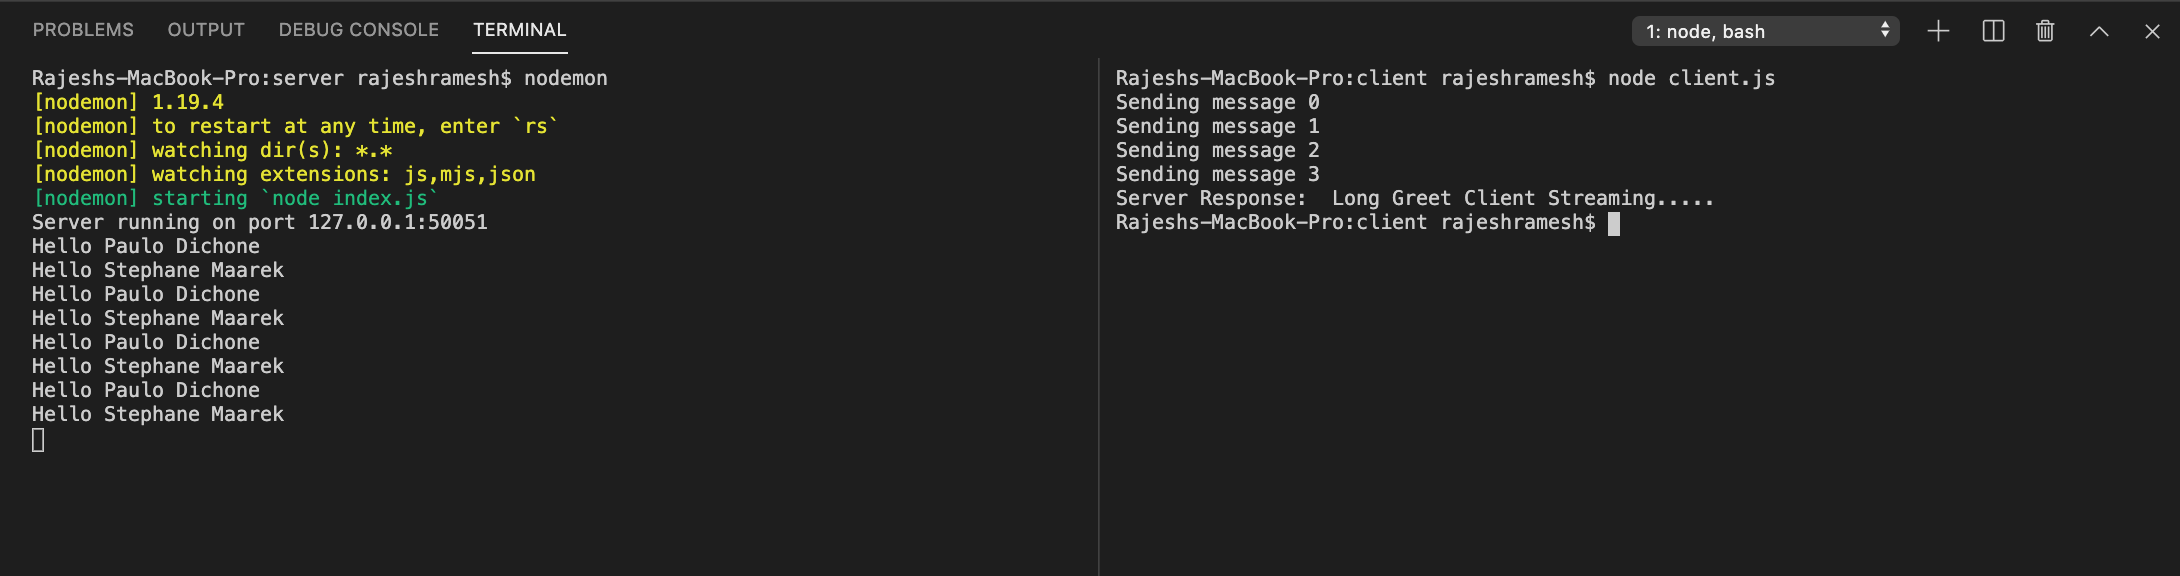 PROBLEMS OUTPUT DEBUG CONSOLE TERMINAL
1: node, bash
Rajeshs-MacBook-Pro:server rajeshramesh$ nodemon
[nodemon] 1.19.4
[nodemon] to restart at any time, enter `rs`
[nodemon] watching dir(s): *.*
[nodemon] watching extensions: js,mjs,json
[nodemon] starting `node index.js`
Server running on port 127.0.0.1:50051
Hello Paulo Dichone
Hello Stephane Maarek
Hello Paulo Dichone
Hello Stephane Maarek
Hello Paulo Dichone
Hello Stephane Maarek
Hello Paulo Dichone
Hello Stephane Maarek
Rajeshs-MacBook-Pro:client rajeshramesh$ node client.js
Sending message 0
Sending message 1
Sending message 2
Sending message 3
Server Response:  Long Greet Client Streaming.....
Rajeshs-MacBook-Pro:client rajeshramesh$